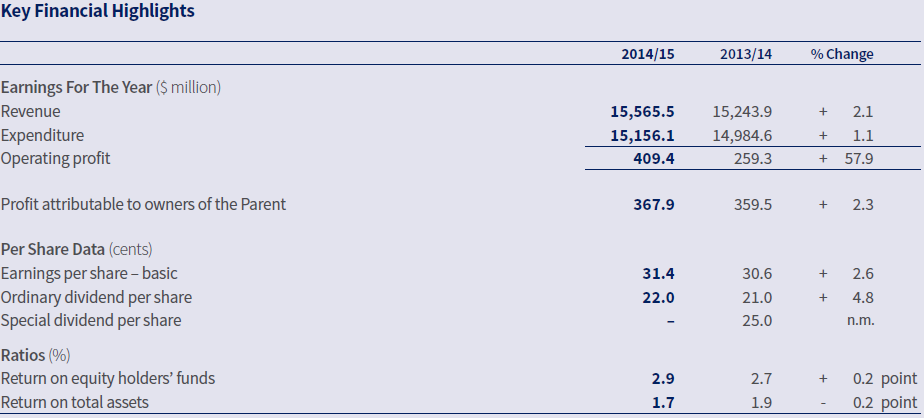 Key Financial Highlights
2014/15 2013/14 % Change
Earnings For The Year ($ million)
Revenue 15,565.5 15,243.9 + 2.1
Expenditure 15,156.1 14,984.6 + 1.1
Operating profit 409.4 259.3 + 57.9
Profit attributable to owners of the Parent 367.9 359.5 + 2.3
Per Share Data (cents)
Earnings per share – basic 31.4 30.6 + 2.6
Ordinary dividend per share 22.0 21.0 + 4.8
Special dividend per share – 25.0 n.m.
Ratios (%)
Return on equity holders’ funds 2.9 2.7 + 0.2 point
Return on total assets 1.7 1.9 - 0.2 point